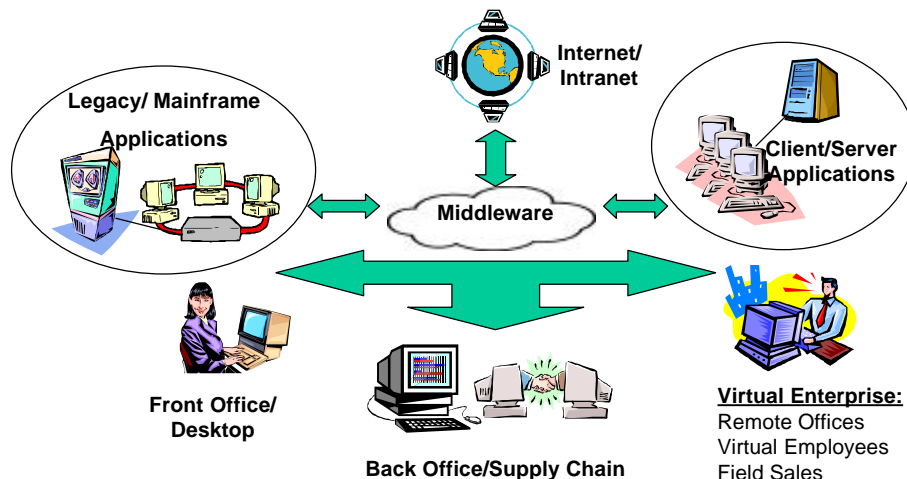 Internet/
Intranet
Legacy/ Mainframe
Applications
Client/Server
Applications
Middleware
Front Office/
Desktop
Back Office/Supply Chain
Virtual Enterprise:
Remote Offices
Virtual Employees
Field Sales